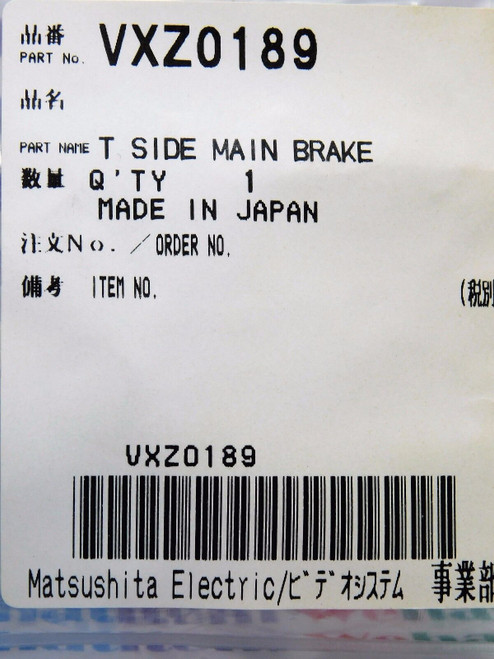 品番
PART No. VXZ0189
品名
PART NAME T SIDE MAIN BRAKE
数量 Q'TY 1
MADE IN JAPAN
注文No. ／ORDER NO.
備考 ITEM NO.
(税別
VXZ0189
Matsushita Electric/ビデオシステム 事業部